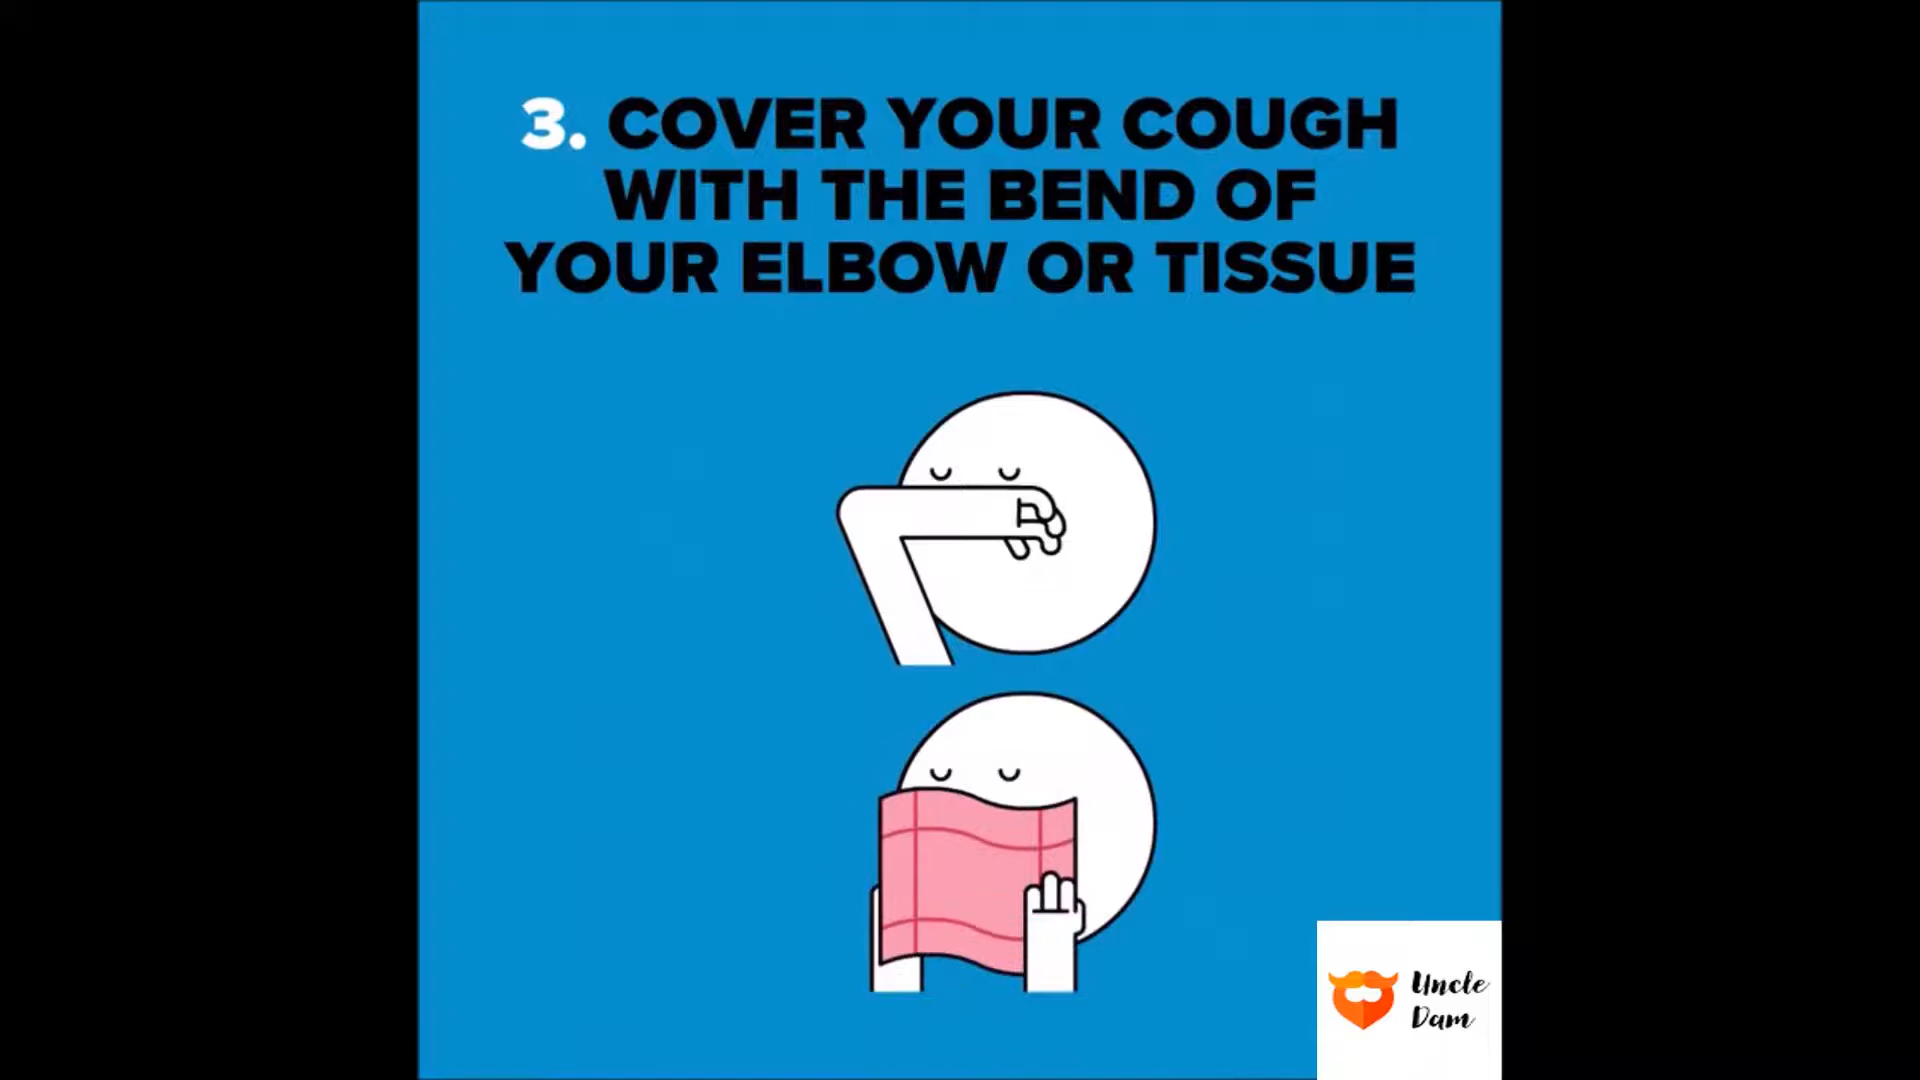 3. COVER YOUR COUGH
WITH THE BEND OF
YOUR ELBOW OR TISSUE
Uncle
Dam